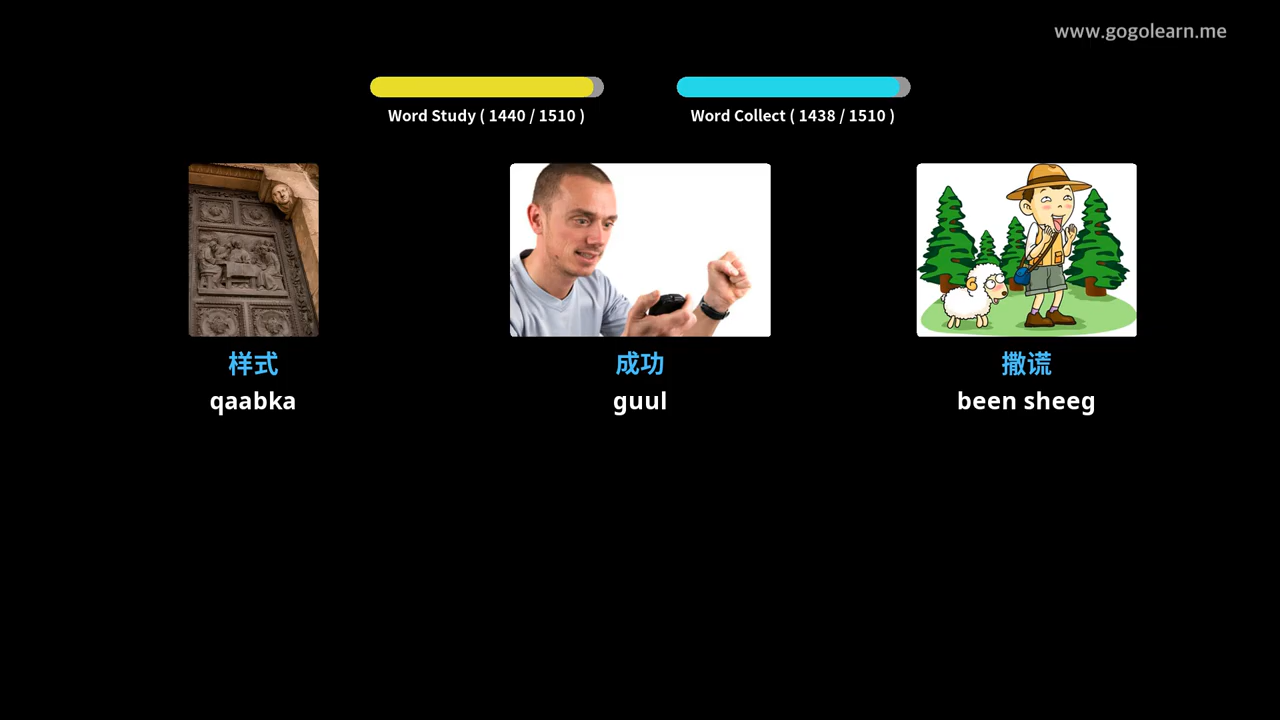 www.gogolearn.me
Word Study ( 1440 / 1510 )
Word Collect ( 1438 / 1510 )
样式
成功
撒谎
qaabka
guul
been sheeg